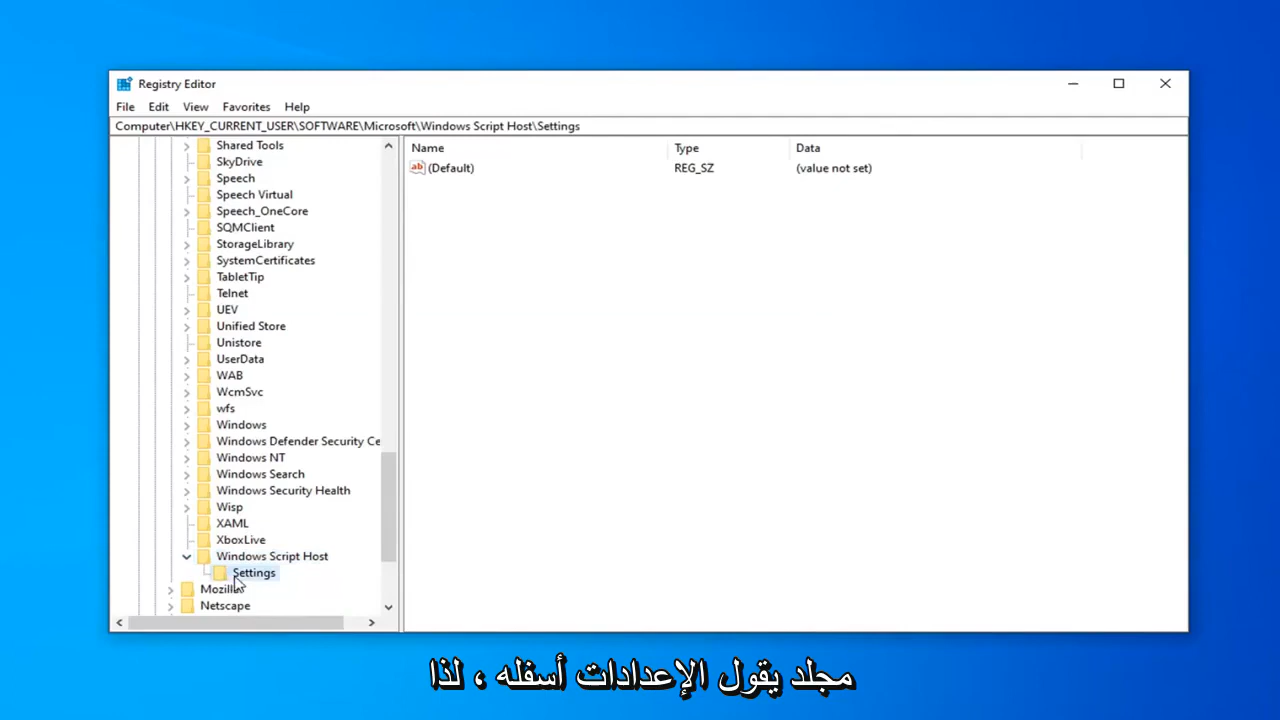 Registry Editor
File Edit View Favorites Help
Computer\HKEY_CURRENT_USER\SOFTWARE\Microsoft\Windows Script Host\Settings
Name Type Data
(Default) REG_SZ (value not set)
Shared Tools
SkyDrive
Speech
Speech Virtual
Speech_OneCore
SQMClient
StorageLibrary
SystemCertificates
TabletTip
Telnet
UEV
Unified Store
Unistore
UserData
WAB
WcmSvc
wfs
Windows
Windows Defender Security Ce
Windows NT
Windows Search
Windows Security Health
Wisp
XAML
XboxLive
Windows Script Host
Settings
Mozilla
Netscape
مجلد يقول الإعدادات أسفله ، لذا